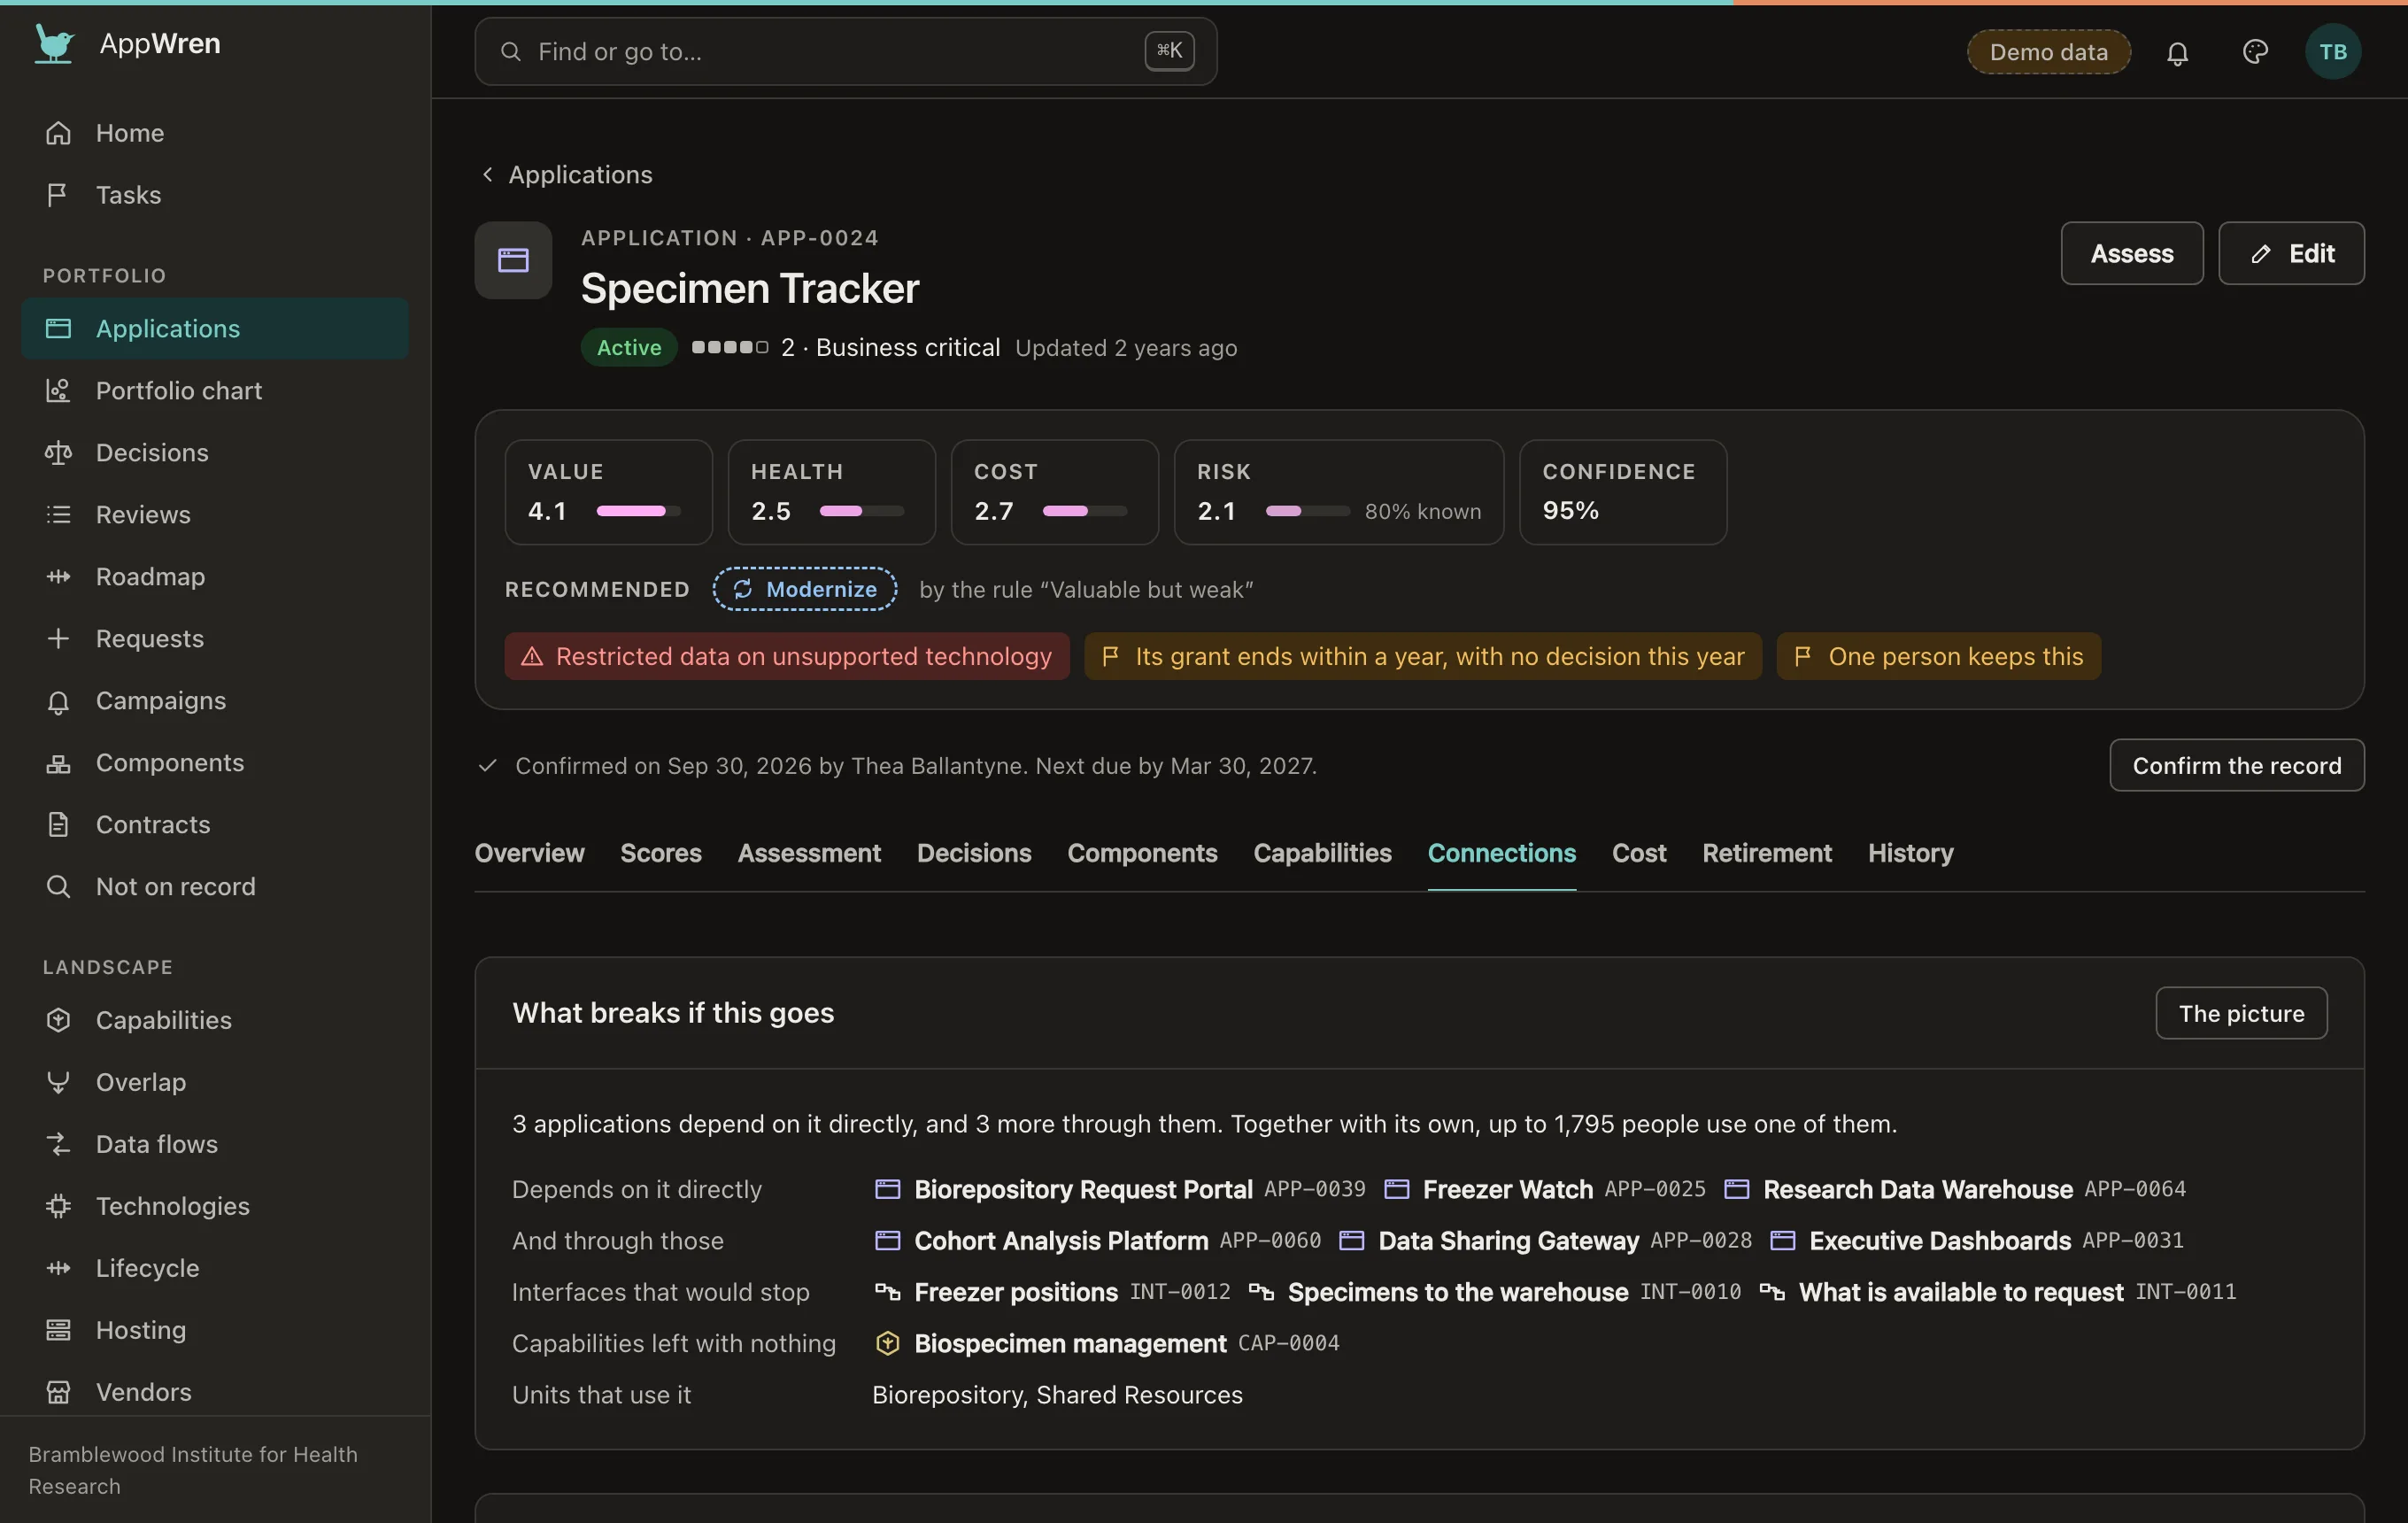 AppWren
Find or go to...
⌘K
Demo data
TB
Home
Tasks
PORTFOLIO
Applications
Portfolio chart
Decisions
Reviews
Roadmap
Requests
Campaigns
Components
Contracts
Not on record
LANDSCAPE
Capabilities
Overlap
Data flows
Technologies
Lifecycle
Hosting
Vendors
Bramblewood Institute for Health
Research
Applications
APPLICATION · APP-0024
Specimen Tracker
Assess
Edit
Active 2 · Business critical Updated 2 years ago
VALUE
4.1
HEALTH
2.5
COST
2.7
RISK
2.1 80% known
CONFIDENCE
95%
RECOMMENDED Modernize by the rule “Valuable but weak”
Restricted data on unsupported technology
Its grant ends within a year, with no decision this year
One person keeps this
Confirmed on Sep 30, 2026 by Thea Ballantyne. Next due by Mar 30, 2027.
Confirm the record
Overview Scores Assessment Decisions Components Capabilities Connections Cost Retirement History
What breaks if this goes
The picture
3 applications depend on it directly, and 3 more through them. Together with its own, up to 1,795 people use one of them.
Depends on it directly Biorepository Request Portal APP-0039 Freezer Watch APP-0025 Research Data Warehouse APP-0064
And through those Cohort Analysis Platform APP-0060 Data Sharing Gateway APP-0028 Executive Dashboards APP-0031
Interfaces that would stop Freezer positions INT-0012 Specimens to the warehouse INT-0010 What is available to request INT-0011
Capabilities left with nothing Biospecimen management CAP-0004
Units that use it Biorepository, Shared Resources